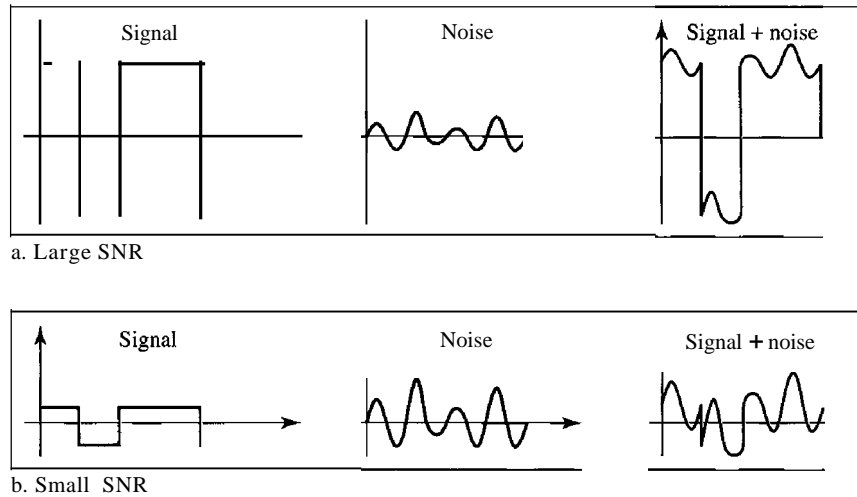 Signal
Noise
Signal + noise
a. Large SNR
Signal
Noise
Signal + noise
b. Small SNR